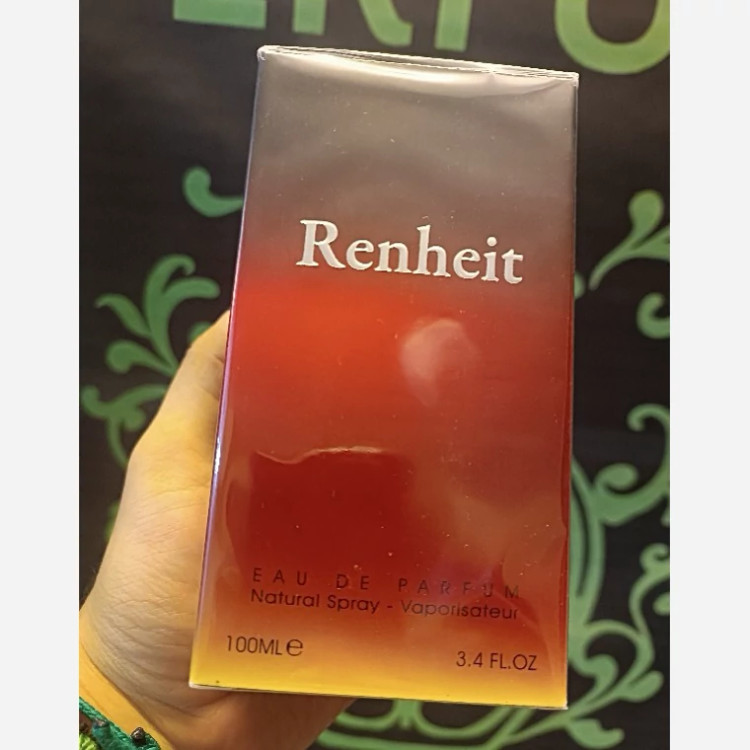 Renheit
EAU DE PARFUM
Natural Spray - Vaporisateur
100ML e
3.4 FL.OZ